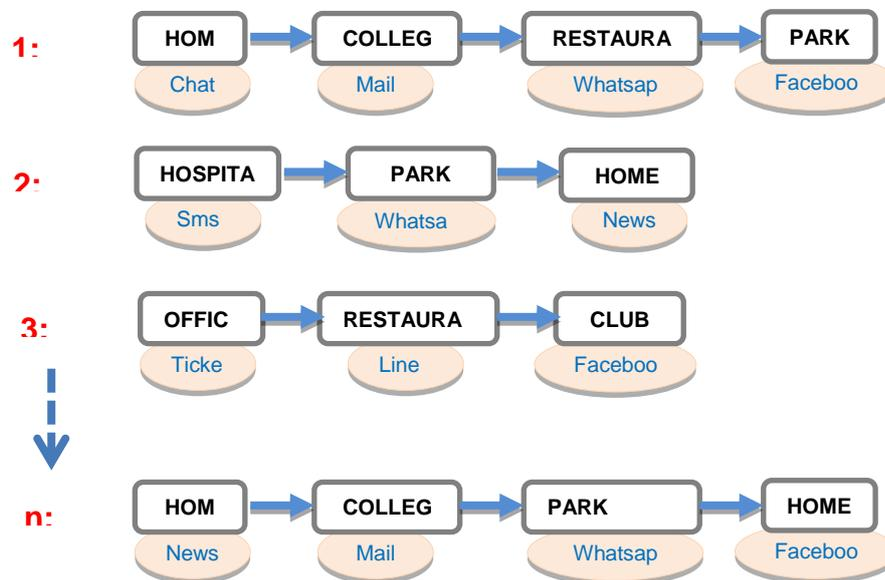 HOM COLLEG RESTAURA PARK
1:
Chat Mail Whatsap Faceboo
HOSPITA PARK HOME
2:
Sms Whatsa News
OFFIC RESTAURA CLUB
3:
Ticke Line Faceboo
HOM COLLEG PARK HOME
n:
News Mail Whatsap Faceboo